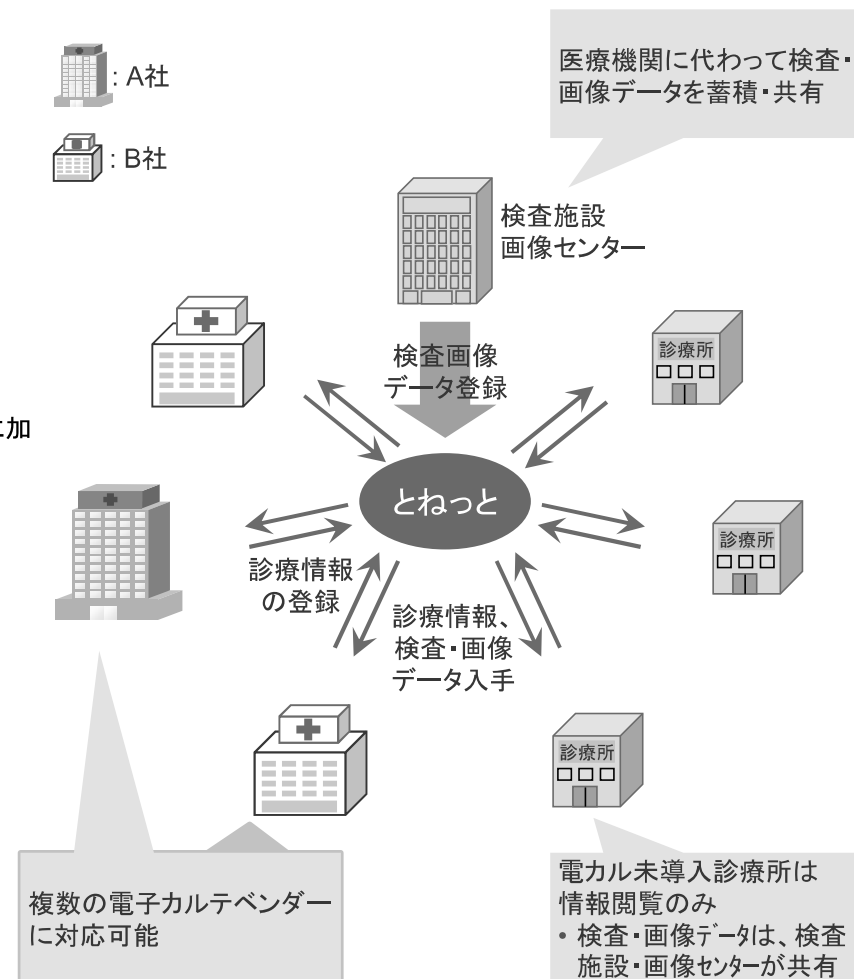 : A社
: B社
医療機関に代わって検査・
画像データを蓄積・共有
検査施設
画像センター
検査画像
データ登録
診療所
加
とねっと
診療所
診療情報
の登録
診療情報、
検査・画像
データ入手
診療所
複数の電子カルテベンダー
に対応可能
電カル未導入診療所は
情報閲覧のみ
• 検査・画像データは、検査
施設・画像センターが共有